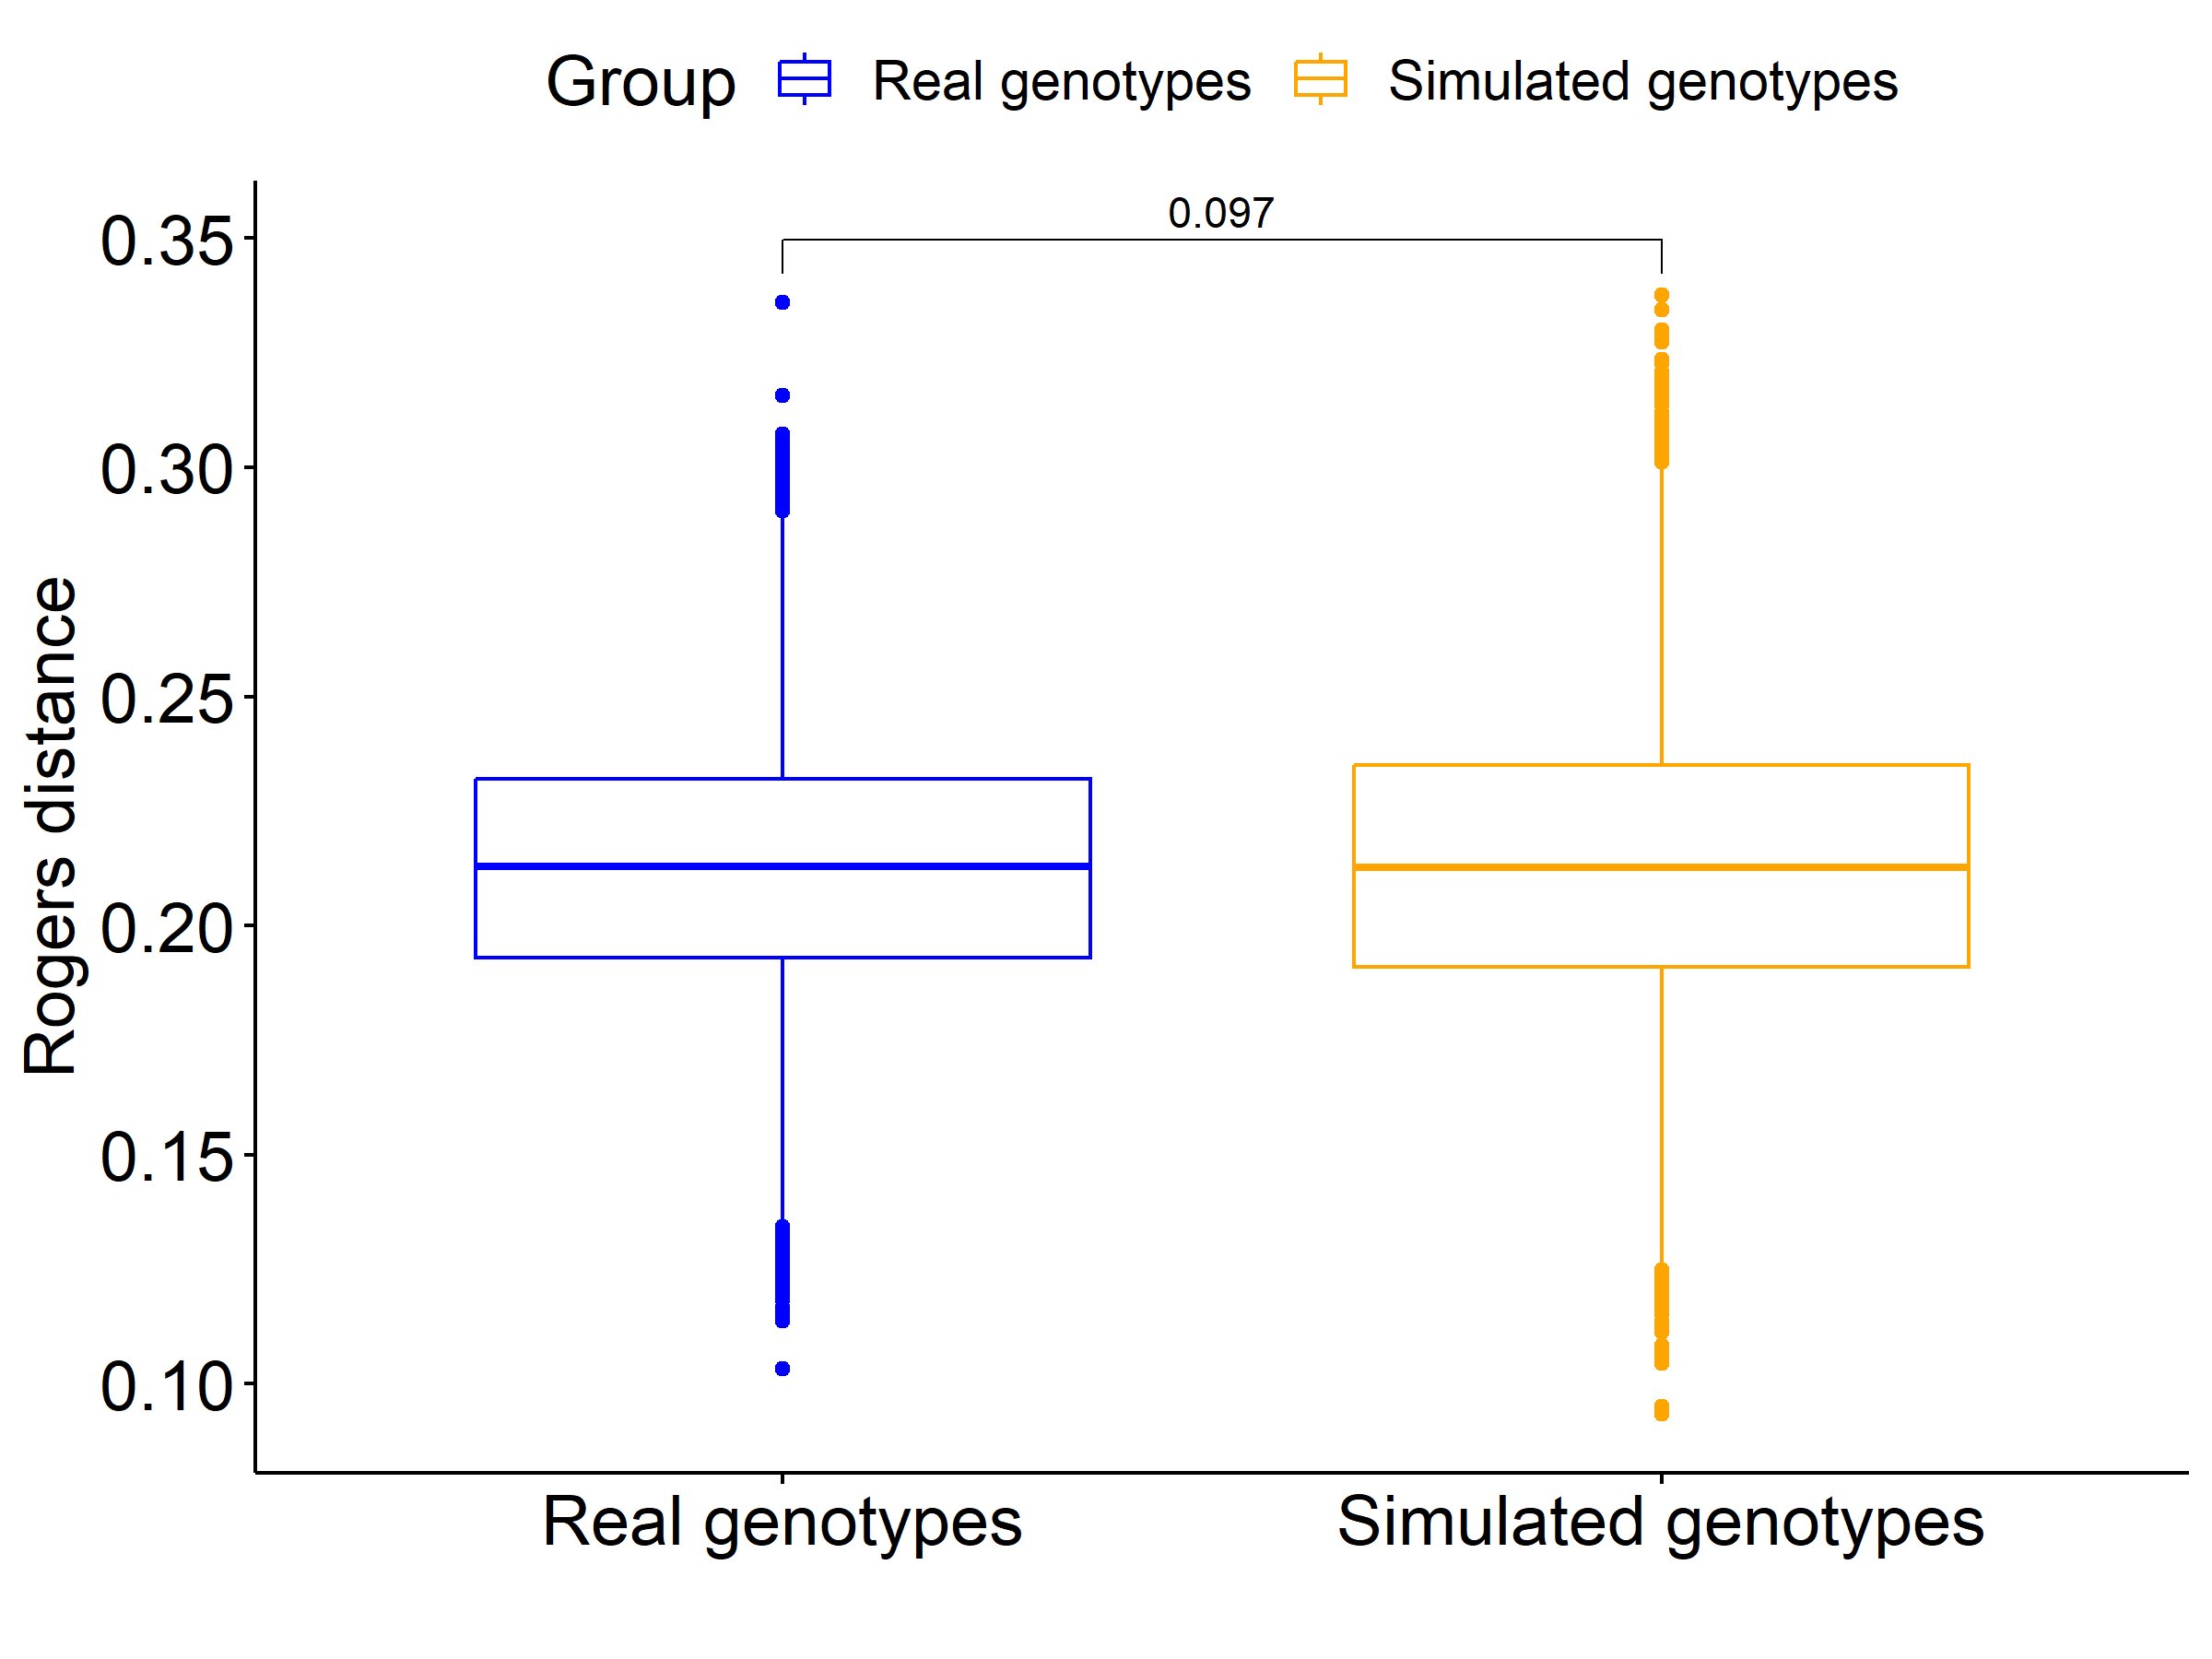 Group Real genotypes Simulated genotypes
0.097
0.35
0.30
0.25
0.20
0.15
0.10
Rogers distance
Real genotypes Simulated genotypes